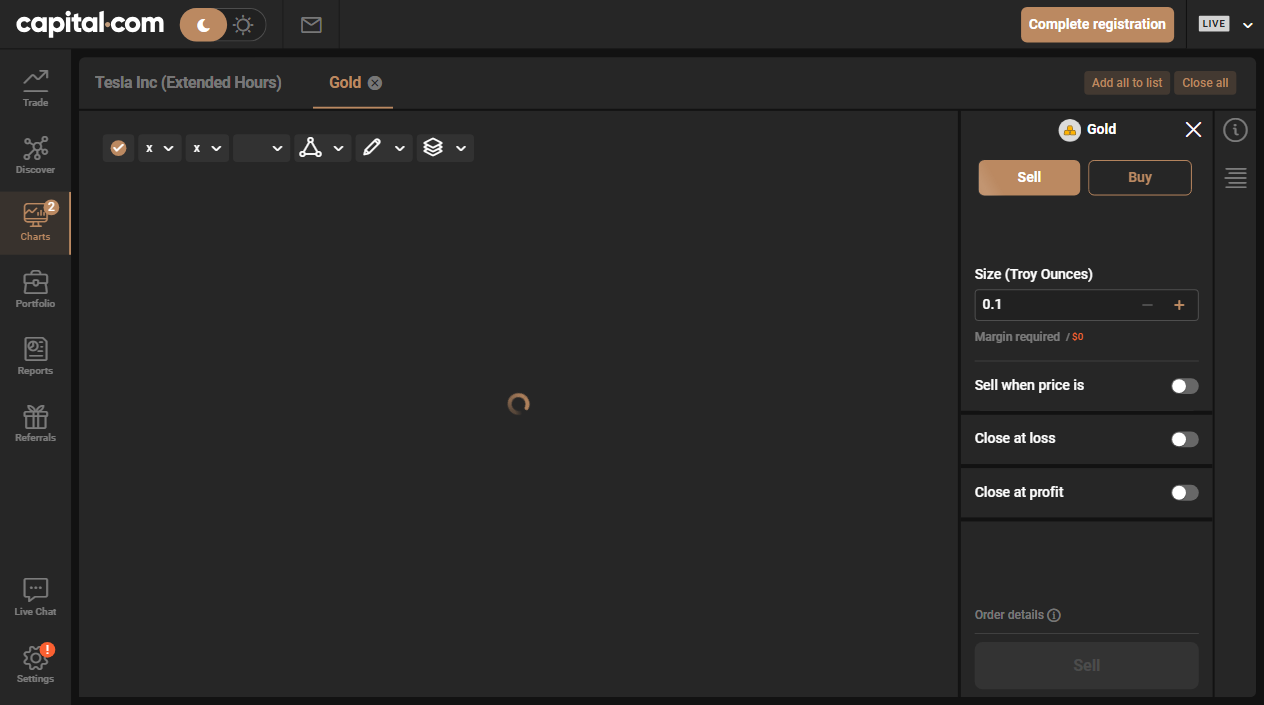 capital.com
Complete registration
LIVE
Trade
Discover
2
Charts
Portfolio
Reports
Referrals
Live Chat
!
Settings
Tesla Inc (Extended Hours)
Gold
Add all to list
Close all
x
x
Gold
Sell
Buy
Size (Troy Ounces)
0.1
Margin required / $0
Sell when price is
Close at loss
Close at profit
Order details
Sell